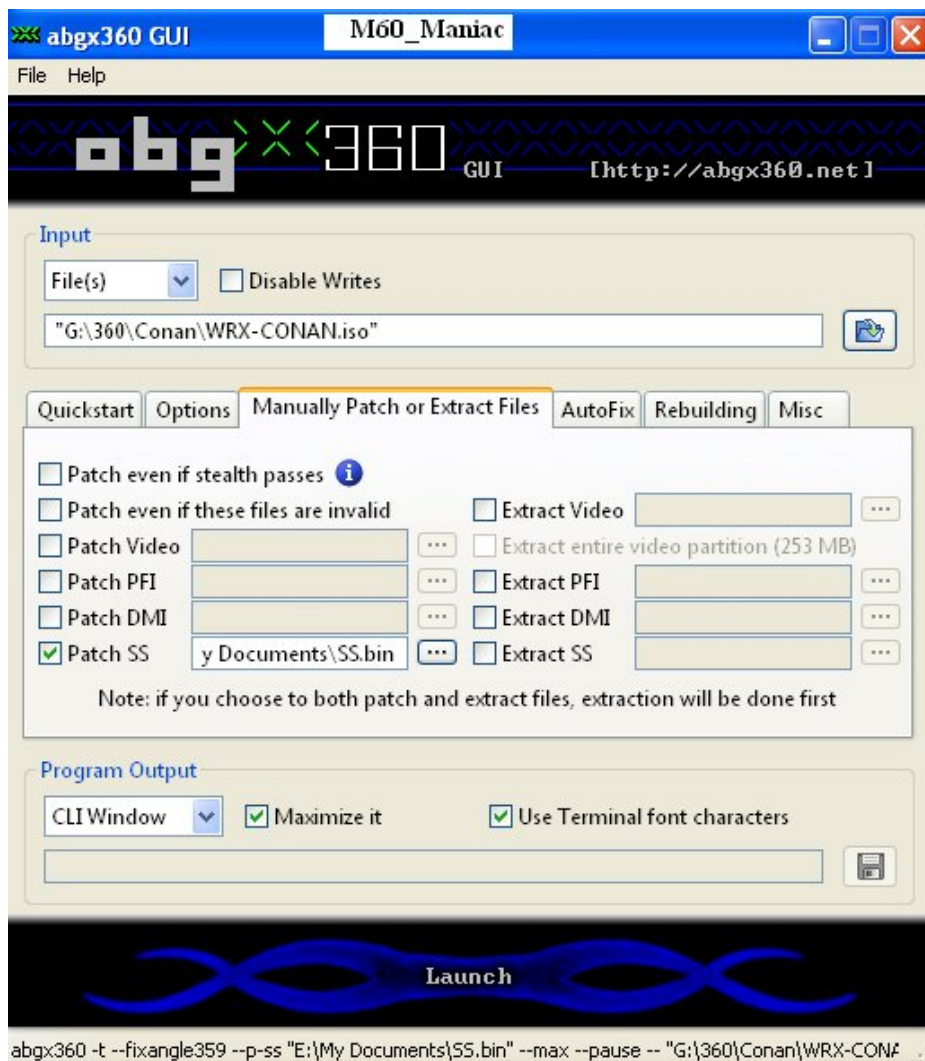 abgx360 GUI
M60_Maniac
File Help
abgx360 GUI [http://abgx360.net]
Input
File(s) Disable Writes
"G:\360\Conan\WRX-CONAN.iso"
Quickstart Options Manually Patch or Extract Files AutoFix Rebuilding Misc
Patch even if stealth passes i
Patch even if these files are invalid Extract Video ...
Patch Video ... Extract entire video partition (253 MB)
Patch PFI ... Extract PFI ...
Patch DMI ... Extract DMI ...
Patch SS y Documents\SS.bin ... Extract SS ...
Note: if you choose to both patch and extract files, extraction will be done first
Program Output
CLI Window Maximize it Use Terminal font characters
Launch
abgx360 -t --fixangle359 --p-ss "E:\My Documents\SS.bin" --max --pause -- "G:\360\Conan\WRX-CONA